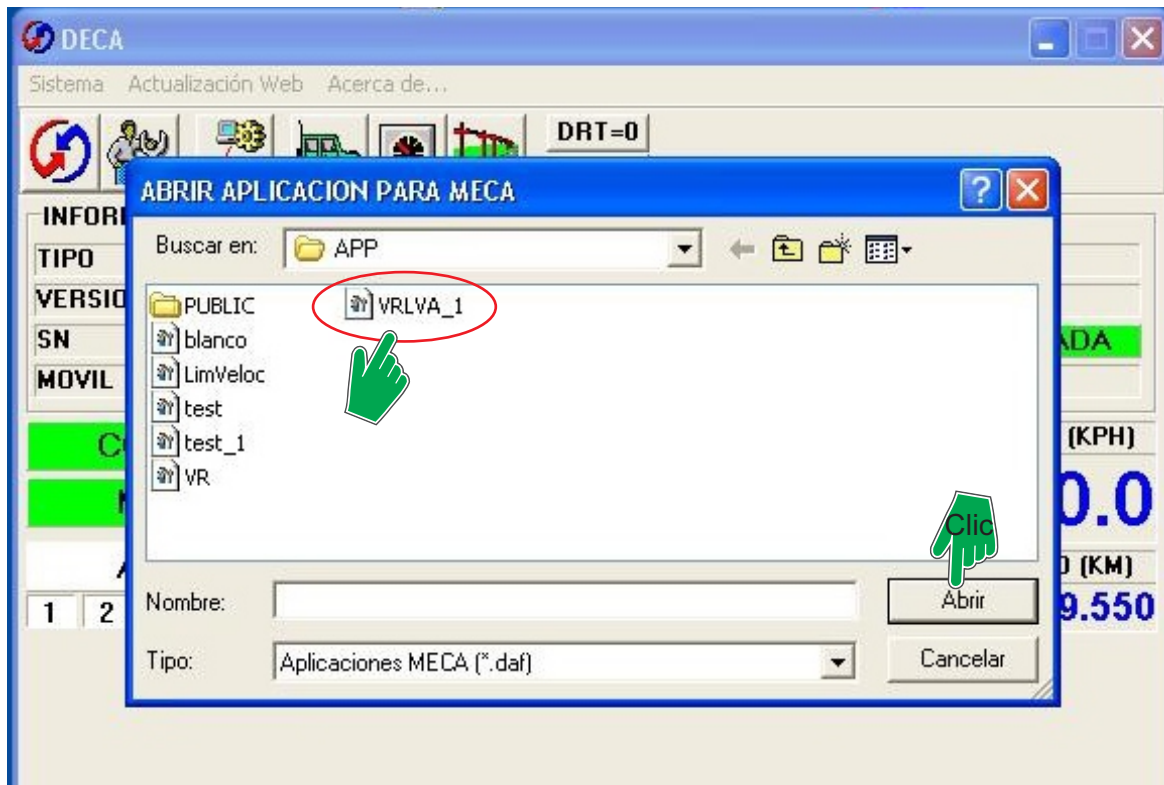 DECA
Sistema Actualización Web Acerca de...
DRT=0
ABRIR APLICACION PARA MECA
INFOR
Buscar en: APP
TIPO
VERSIO
PUBLIC VRLVA_1
SN
blanco
ADA
MOVIL
LimVeloc
test
test_1
(KPH)
VR
0.0
Clic
(KM)
Nombre: Abrir
1 2
9.550
Tipo: Aplicaciones MECA (*.daf) Cancelar